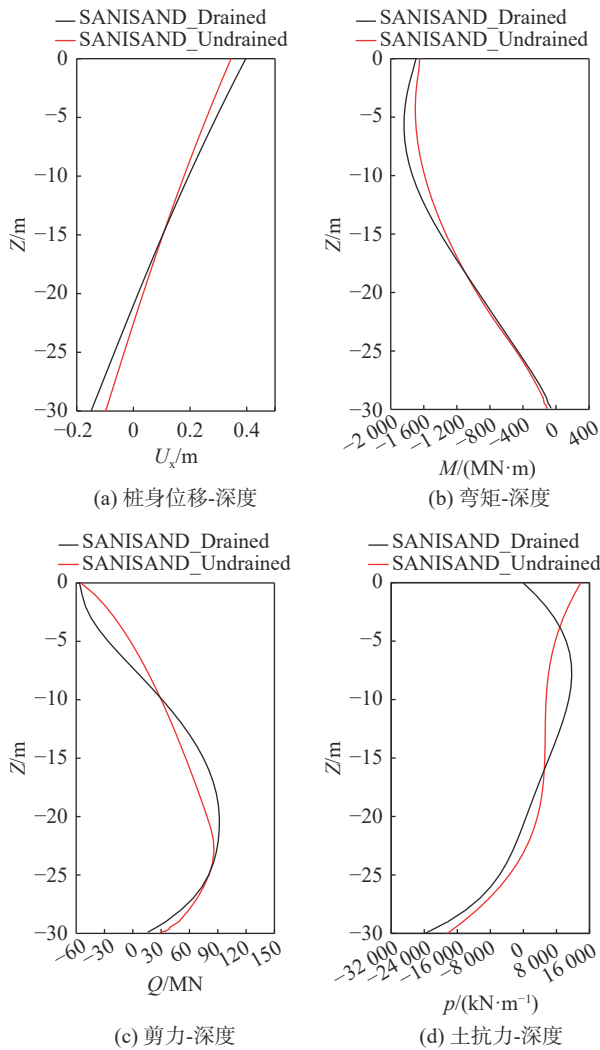 SANISAND_Drained SANISAND_Drained
SANISAND_Undrained SANISAND_Undrained
0 0
−5 −5
−10 −10
Z/m −15 Z/m −15
−20 −20
−25 −25
−30 −30
−0.2 0 0.2 0.4 −2 000 −1 600 −1 200 −800 −400 0 400
Uₓ/m M/(MN·m)
(a) 桩身位移-深度 (b) 弯矩-深度
SANISAND_Drained SANISAND_Drained
SANISAND_Undrained SANISAND_Undrained
0 0
−5 −5
−10 −10
Z/m −15 Z/m −15
−20 −20
−25 −25
−30 −30
−60 −30 0 30 60 90 120 150 −32 000 −24 000 −16 000 −8 000 0 8 000 16 000
Q/MN p/(kN·m⁻¹)
(c) 剪力-深度 (d) 土抗力-深度